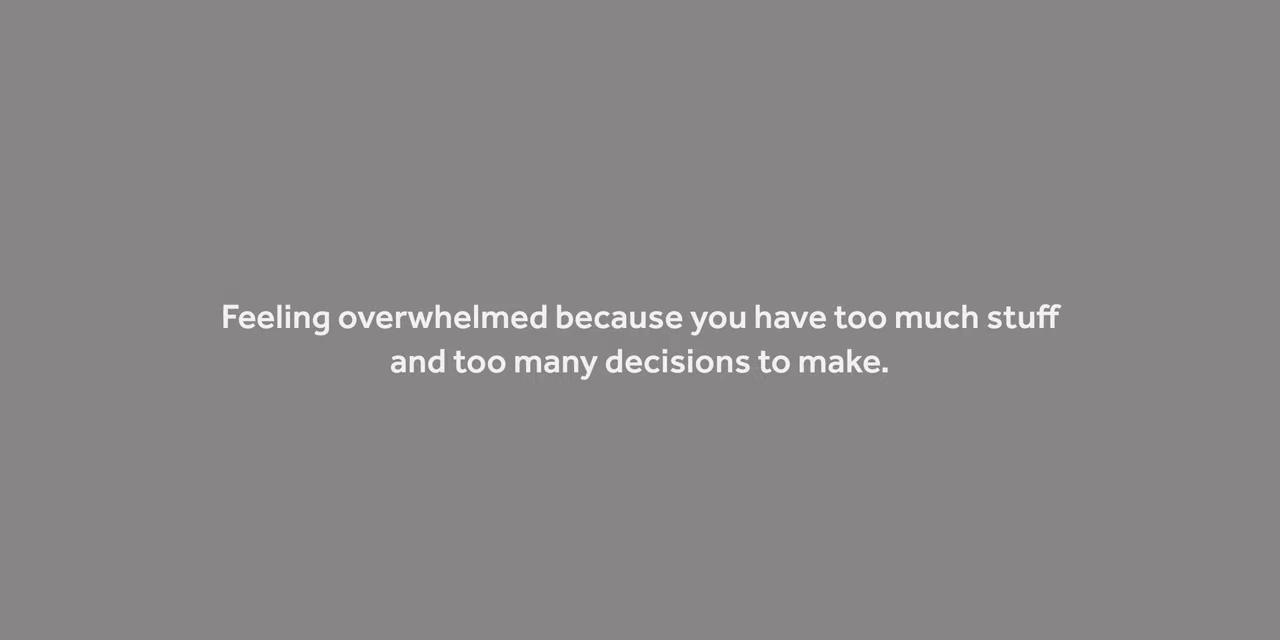 Feeling overwhelmed because you have too much stuff
and too many decisions to make.